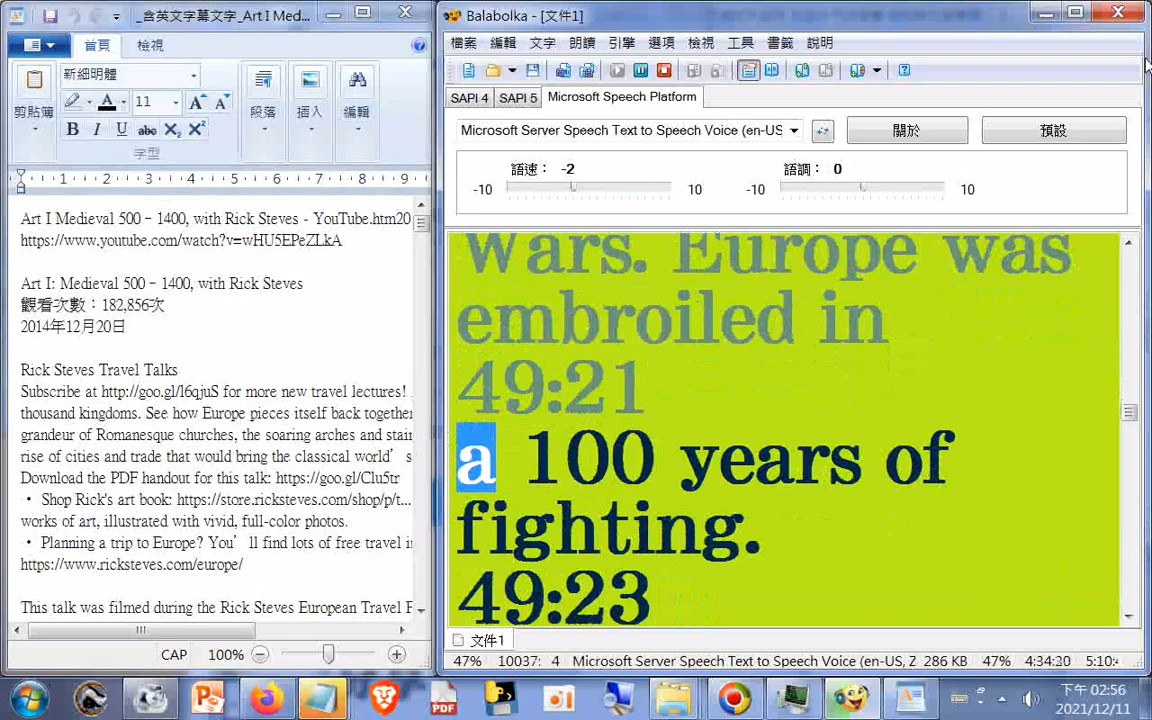 _含英文字幕文字_Art I Med...
首頁
檢視
剪貼簿
新細明體
11
B I U abc X₂ X²
字型
段落
插入
編輯
1 2 3 4 5 6 7 8 9
Art I Medieval 500–1400, with Rick Steves - YouTube.htm20
https://www.youtube.com/watch?v=wHU5EPeZLkA
Art I: Medieval 500–1400, with Rick Steves
觀看次數：182,856次
2014年12月20日
Rick Steves Travel Talks
Subscribe at http://goo.gl/l6qjuS for more new travel lectures!
thousand kingdoms. See how Europe pieces itself back together
grandeur of Romanesque churches, the soaring arches and stair
rise of cities and trade that would bring the classical world’s
Download the PDF handout for this talk: https://goo.gl/Clu5tr
• Shop Rick's art book: https://store.ricksteves.com/shop/p/t...
works of art, illustrated with vivid, full-color photos.
• Planning a trip to Europe? You’ll find lots of free travel i
https://www.ricksteves.com/europe/
This talk was filmed during the Rick Steves European Travel F
CAP 100%
Balabolka - [文件1]
檔案 編輯 文字 朗讀 引擎 選項 檢視 工具 書籤 說明
SAPI 4 SAPI 5 Microsoft Speech Platform
Microsoft Server Speech Text to Speech Voice (en-US
關於
預設
語速： -2
語調： 0
-10 10 -10 10
Wars. Europe was
embroiled in
49:21
a 100 years of
fighting.
49:23
文件1
47% 10037: 4 Microsoft Server Speech Text to Speech Voice (en-US, Z 286 KB 47% 4:34:20 5:10:
PDF
下午 02:56
2021/12/11